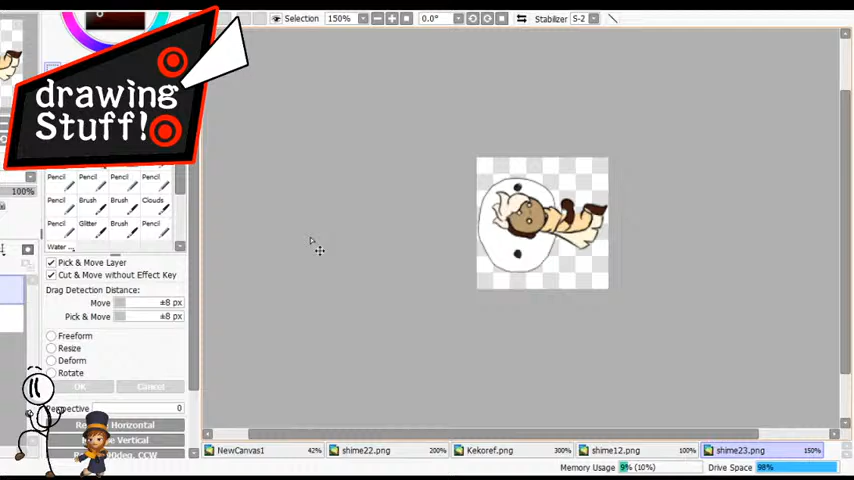 Selection 150% 0.0° Stabilizer S-2
drawing
Stuff!
100%
Pencil Pencil Pencil Pencil
Pencil Brush Brush Clouds
Pencil Glitter Brush Pencil
Water ...
Pick & Move Layer
Cut & Move without Effect Key
Drag Detection Distance:
Move ±8 px
Pick & Move ±8 px
Freeform
Resize
Deform
Rotate
OK Cancel
Perspective 0
Horizontal
Vertical
90deg. CCW
NewCanvas1 42% shime22.png 200% Kekoref.png 300% shime12.png 100% shime23.png 150%
Memory Usage 9% (10%) Drive Space 98%